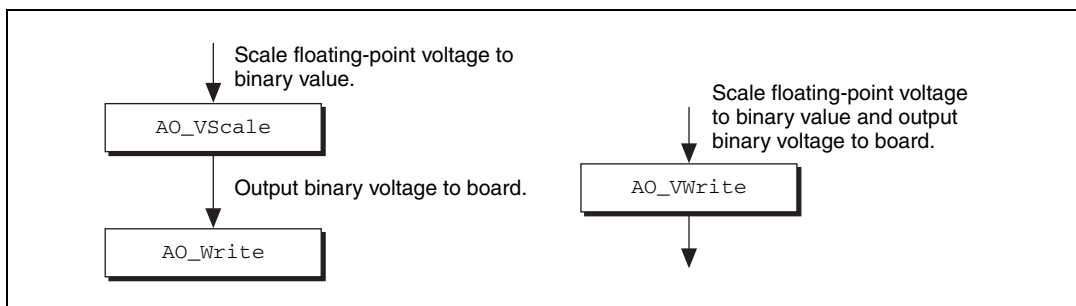 Scale floating-point voltage to
binary value.
AO_VScale
Output binary voltage to board.
AO_Write
Scale floating-point voltage
to binary value and output
binary voltage to board.
AO_VWrite